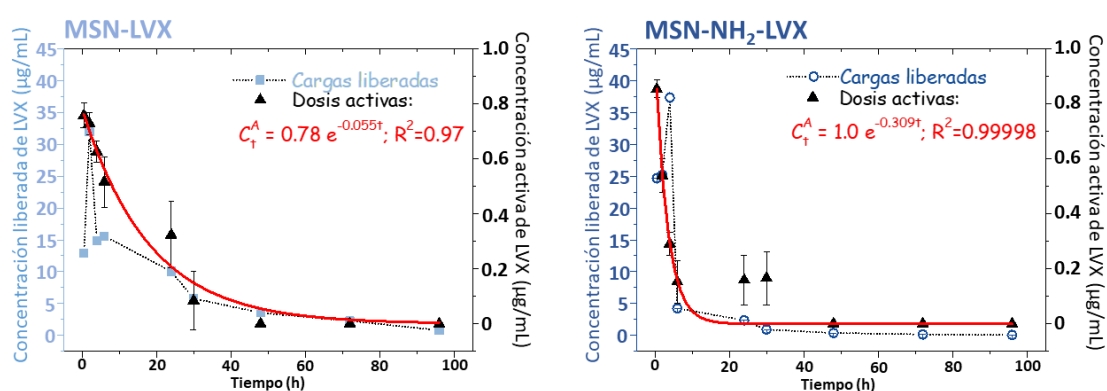 MSN-LVX
Concentración liberada de LVX (µg/mL)
45
40
35
30
25
20
15
10
5
0
Cargas liberadas
Dosis activas:
C_t^A = 0.78 e^-0.055t; R²=0.97
1.0
0.8
0.6
0.4
0.2
0
Concentración activa de LVX (µg/mL)
0 20 40 60 80 100
Tiempo (h)
MSN-NH₂-LVX
Concentración liberada de LVX (µg/mL)
45
40
35
30
25
20
15
10
5
0
Cargas liberadas
Dosis activas:
C_t^A = 1.0 e^-0.309t; R²=0.99998
1.0
0.8
0.6
0.4
0.2
0
Concentración activa de LVX (µg/mL)
0 20 40 60 80 100
Tiempo (h)